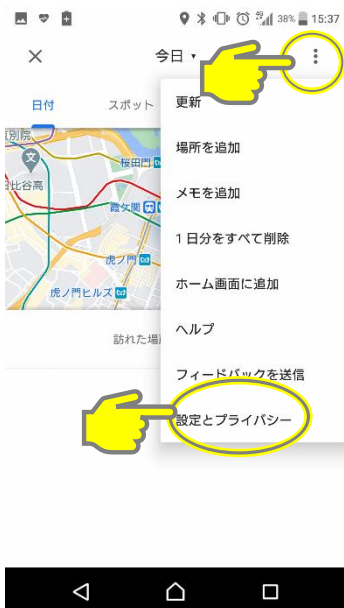 38% 15:37
今日
日付 スポット
更新
場所を追加
メモを追加
1 日分をすべて削除
ホーム画面に追加
ヘルプ
フィードバックを送信
設定とプライバシー
別院
文
桜田門
日比谷高
霞ケ関
虎ノ門
虎ノ門ヒルズ
訪れた場